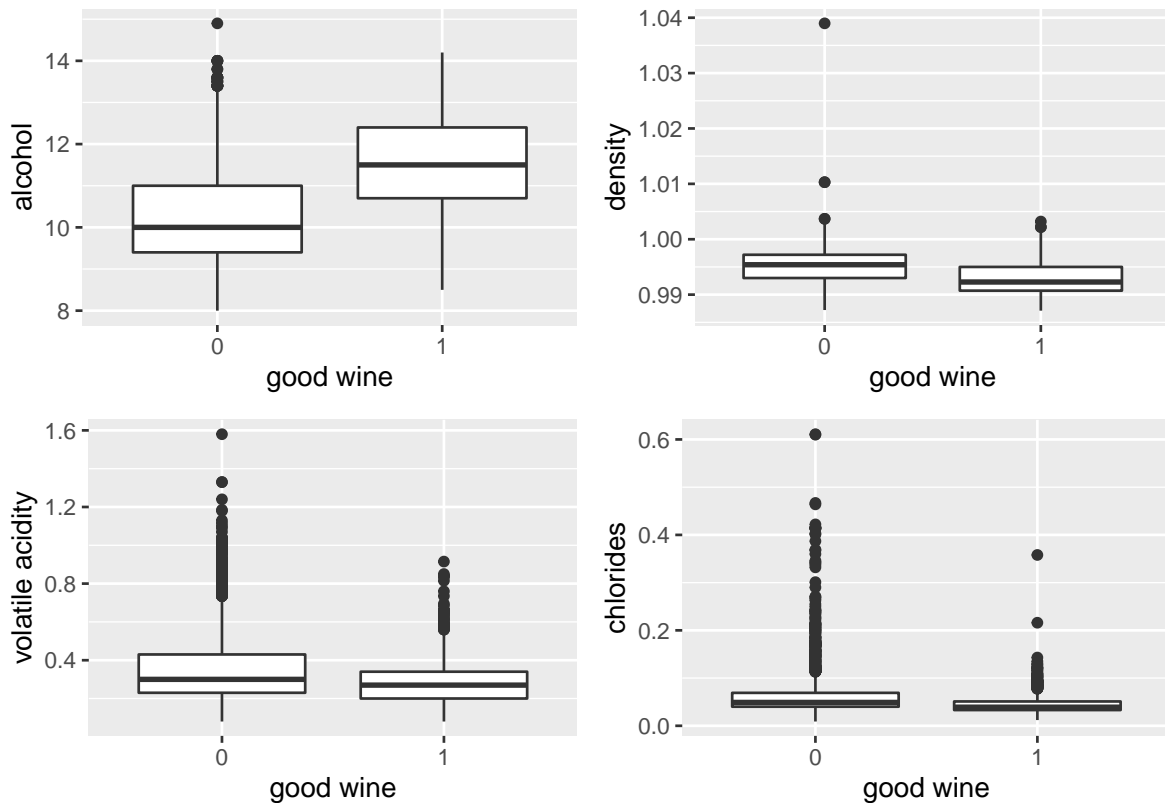 alcohol
14
12
10
8
0 1
good wine
density
1.04
1.03
1.02
1.01
1.00
0.99
0 1
good wine
volatile acidity
1.6
1.2
0.8
0.4
0 1
good wine
chlorides
0.6
0.4
0.2
0.0
0 1
good wine